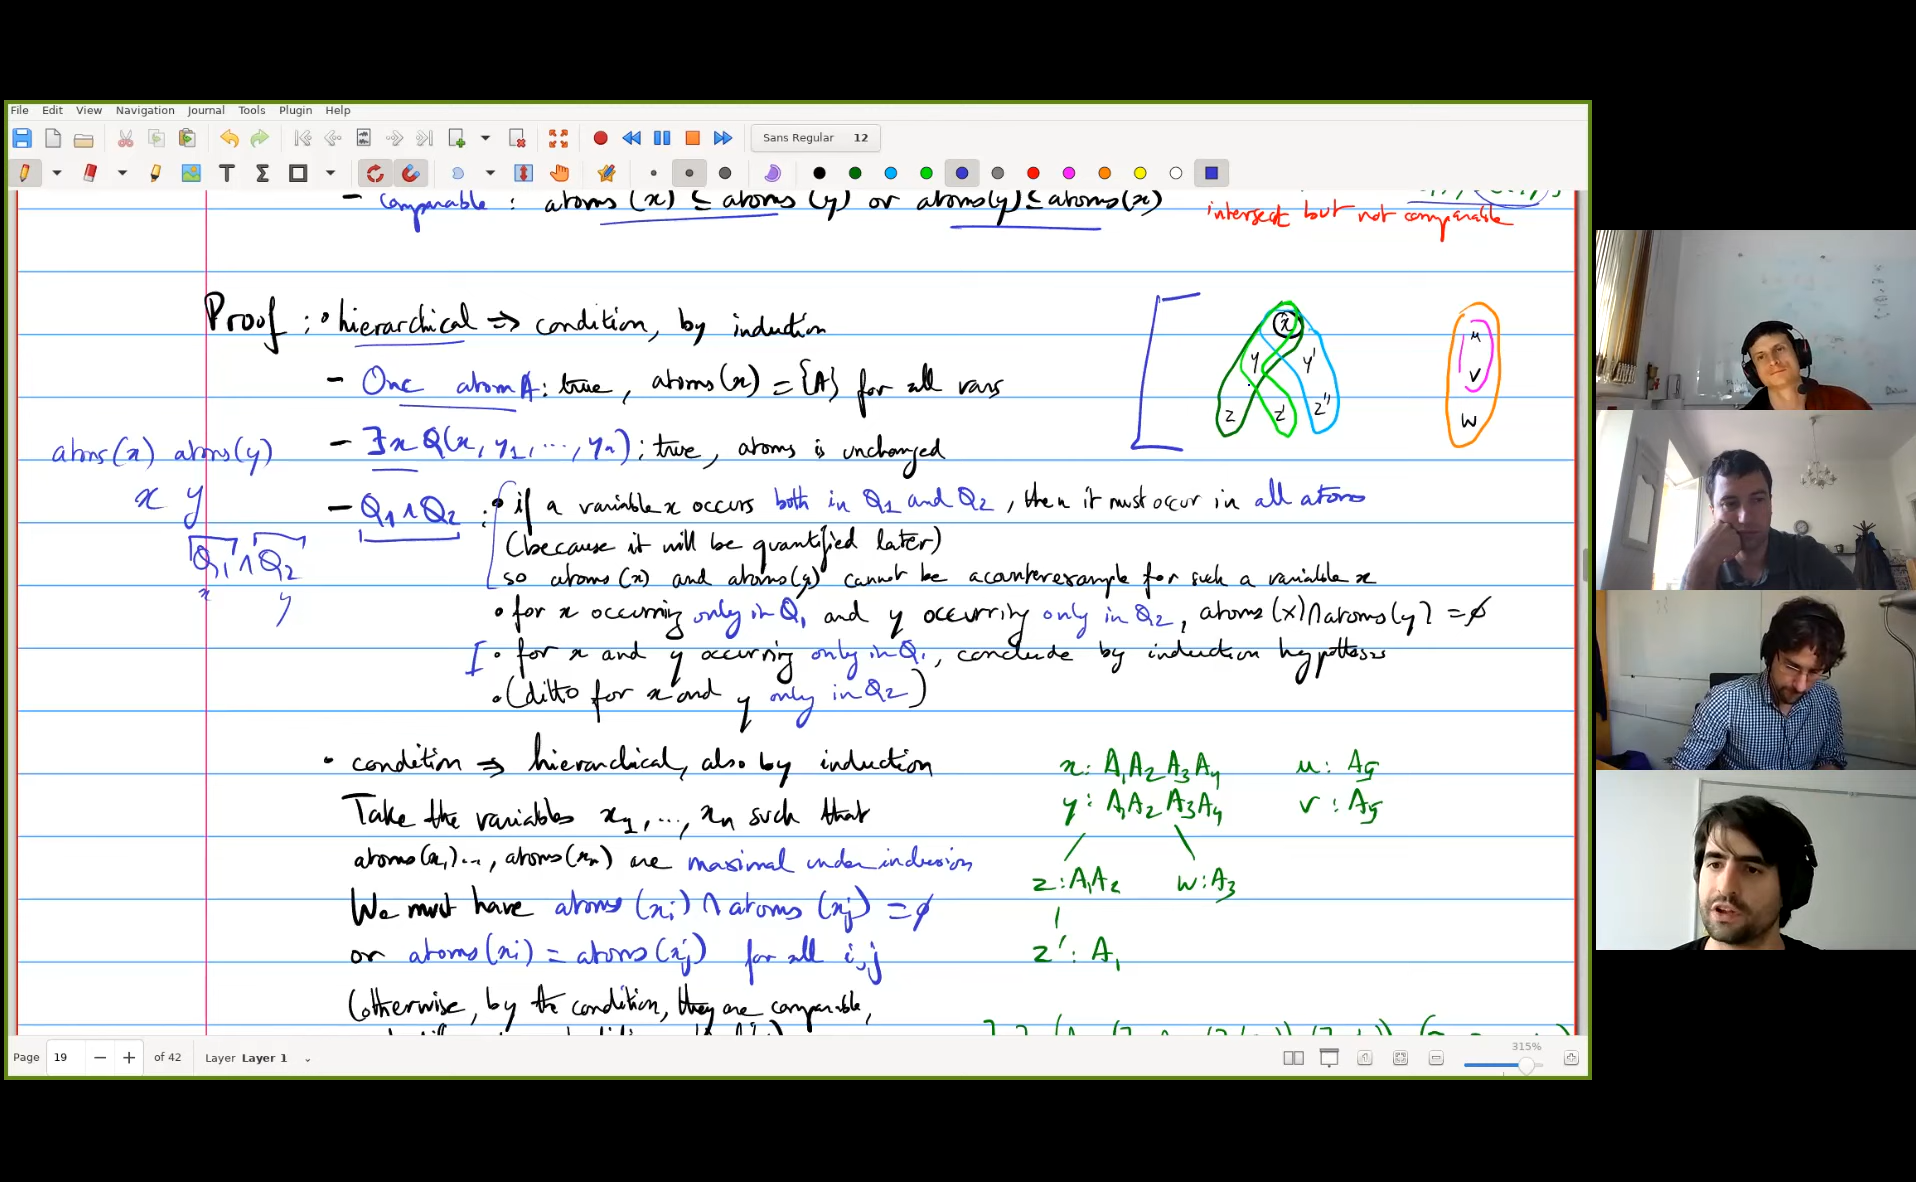 File Edit View Navigation Journal Tools Plugin Help
Sans Regular 12
- comparable : atoms (x) ⊆ atoms (y) or atoms(y) ⊆ atoms(x)
intersect but not comparable
Proof : • hierarchical ⇒ condition, by induction
- One atom A : true, atoms(x) = {A} for all vars
- ∃x Q(x, y1, ..., yn) : true, atoms is unchanged
- Q1 ∧ Q2 : • if a variable x occurs both in Q1 and Q2, then it must occur in all atoms
(because it will be quantified later)
so atoms(x) and atoms(y) cannot be a counterexample for such a variable x
• for x occurring only in Q1 and y occurring only in Q2, atoms(x) ∩ atoms(y) = ∅
• for x and y occurring only in Q1, conclude by induction hypothesis
• (ditto for x and y only in Q2)
atoms(x) atoms(y)
x y
Q1 ∧ Q2
x y
x
y y'
z z' z''
u
v
w
• condition ⇒ hierarchical, also by induction
Take the variables x1, ..., xn such that
atoms(x1) ..., atoms(xn) are maximal under inclusion
We must have atoms(xi) ∩ atoms(xj) = ∅
or atoms(xi) = atoms(xj) for all i, j
(otherwise, by the condition, they are comparable,
x: A1 A2 A3 A4 u: A5
y: A1 A2 A3 A4 v: A5
z: A1 A2 w: A3
z': A1
Page 19 of 42 Layer Layer 1
315%